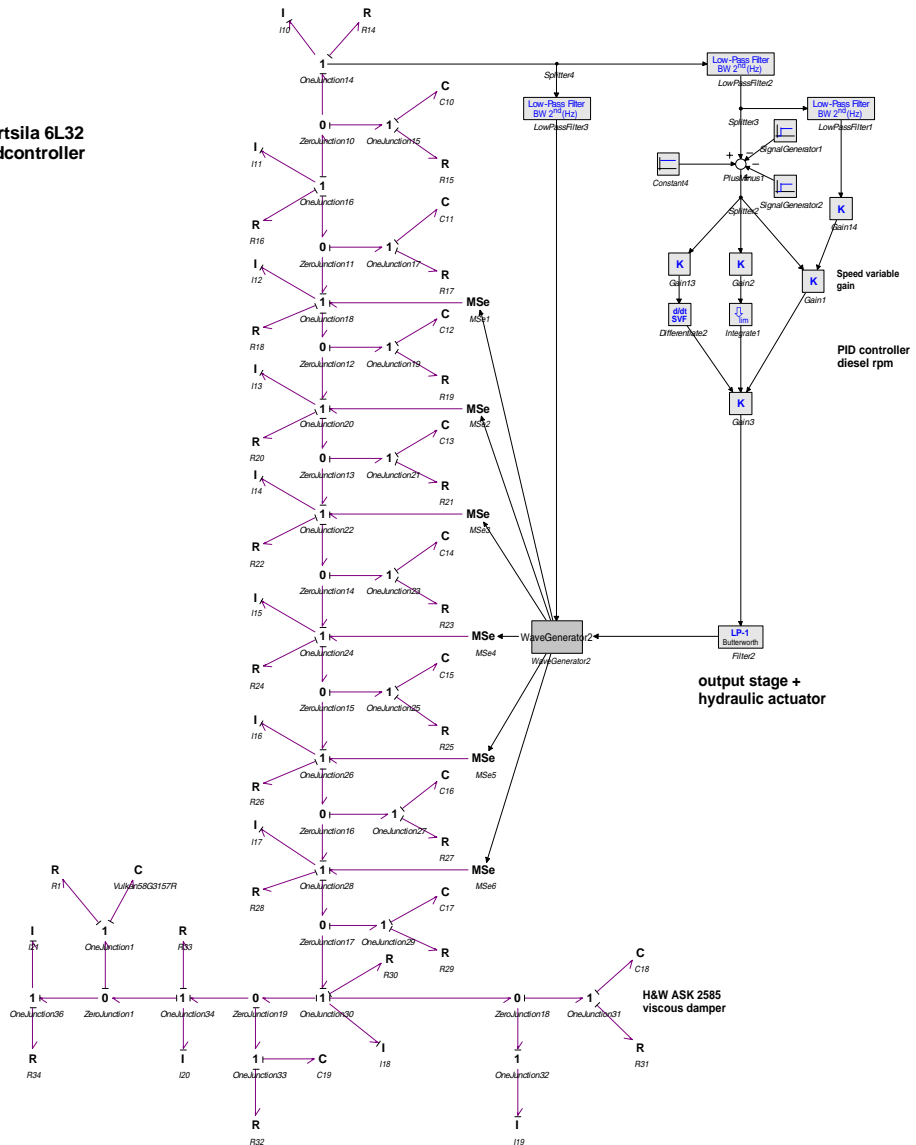 I
R
I10
R14
1
OneJunction14
Splitter4
Low-Pass Filter
BW 2nd(Hz)
LowPassFilter2
Low-Pass Filter
BW 2nd(Hz)
LowPassFilter3
Low-Pass Filter
BW 2nd(Hz)
LowPassFilter1
Splitter3
C
C10
rtsila 6L32
dcontroller
0
1
ZeroJunction10
OneJunction15
R
R15
SignalGenerator1
Constant4
PlusMinus1
SignalGenerator2
I
I11
1
OneJunction16
R
R16
C
C11
Splitter2
K
Gain14
0
1
ZeroJunction11
OneJunction17
R
R17
K
Gain13
K
Gain2
K
Gain1
Speed variable
gain
I
I12
1
OneJunction18
MSe
MSe1
R
R18
C
C12
d/dt
SVF
Differentiate2
lim
Integrate1
0
1
ZeroJunction12
OneJunction19
R
R19
PID controller
diesel rpm
I
I13
1
OneJunction20
MSe
MSe2
K
Gain3
R
R20
C
C13
0
1
ZeroJunction13
OneJunction21
R
R21
I
I14
1
OneJunction22
MSe
MSe3
R
R22
C
C14
0
1
ZeroJunction14
OneJunction23
R
R23
I
I15
1
OneJunction24
MSe
MSe4
WaveGenerator2
WaveGenerator2
LP-1
Butterworth
Filter2
R
R24
C
C15
output stage +
hydraulic actuator
0
1
ZeroJunction15
OneJunction25
R
R25
I
I16
1
OneJunction26
MSe
MSe5
R
R26
C
C16
0
1
ZeroJunction16
OneJunction27
R
R27
I
I17
1
OneJunction28
MSe
MSe6
R
R28
R
R1
C
Vulkan58G3157R
C
C17
0
1
ZeroJunction17
OneJunction29
R
R29
I
I21
1
OneJunction1
R
R33
R
R30
C
C18
H&W ASK 2585
viscous damper
1
0
1
0
1
0
1
OneJunction36
ZeroJunction1
OneJunction34
ZeroJunction19
OneJunction30
ZeroJunction18
OneJunction31
R
R34
I
I20
1
OneJunction33
C
C19
I
I18
1
OneJunction32
R
R31
R
R32
I
I19